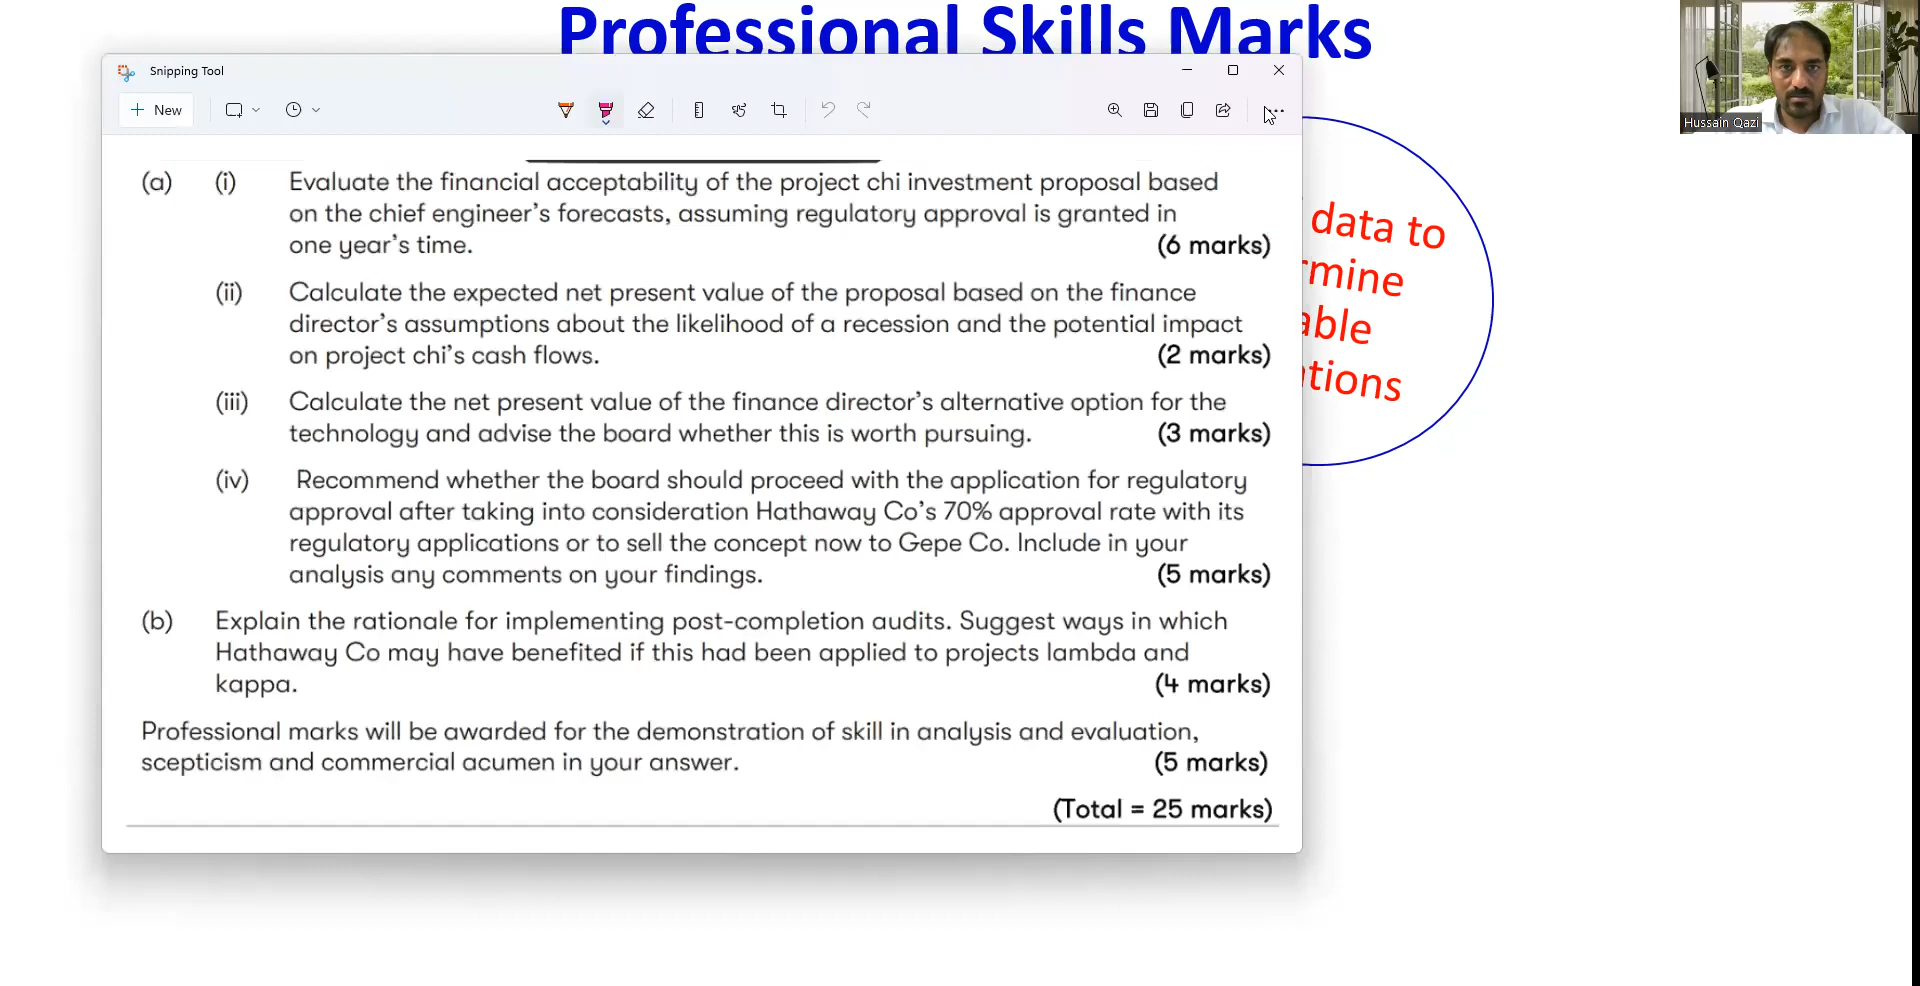 Professional Skills Marks
Snipping Tool
New
Hussain Qazi
data to
able
(a) (i) Evaluate the financial acceptability of the project chi investment proposal based
on the chief engineer's forecasts, assuming regulatory approval is granted in
one year's time. (6 marks)
(ii) Calculate the expected net present value of the proposal based on the finance
director's assumptions about the likelihood of a recession and the potential impact
on project chi's cash flows. (2 marks)
(iii) Calculate the net present value of the finance director's alternative option for the
technology and advise the board whether this is worth pursuing. (3 marks)
(iv) Recommend whether the board should proceed with the application for regulatory
approval after taking into consideration Hathaway Co's 70% approval rate with its
regulatory applications or to sell the concept now to Gepe Co. Include in your
analysis any comments on your findings. (5 marks)
(b) Explain the rationale for implementing post-completion audits. Suggest ways in which
Hathaway Co may have benefited if this had been applied to projects lambda and
kappa. (4 marks)
Professional marks will be awarded for the demonstration of skill in analysis and evaluation,
scepticism and commercial acumen in your answer. (5 marks)
(Total = 25 marks)